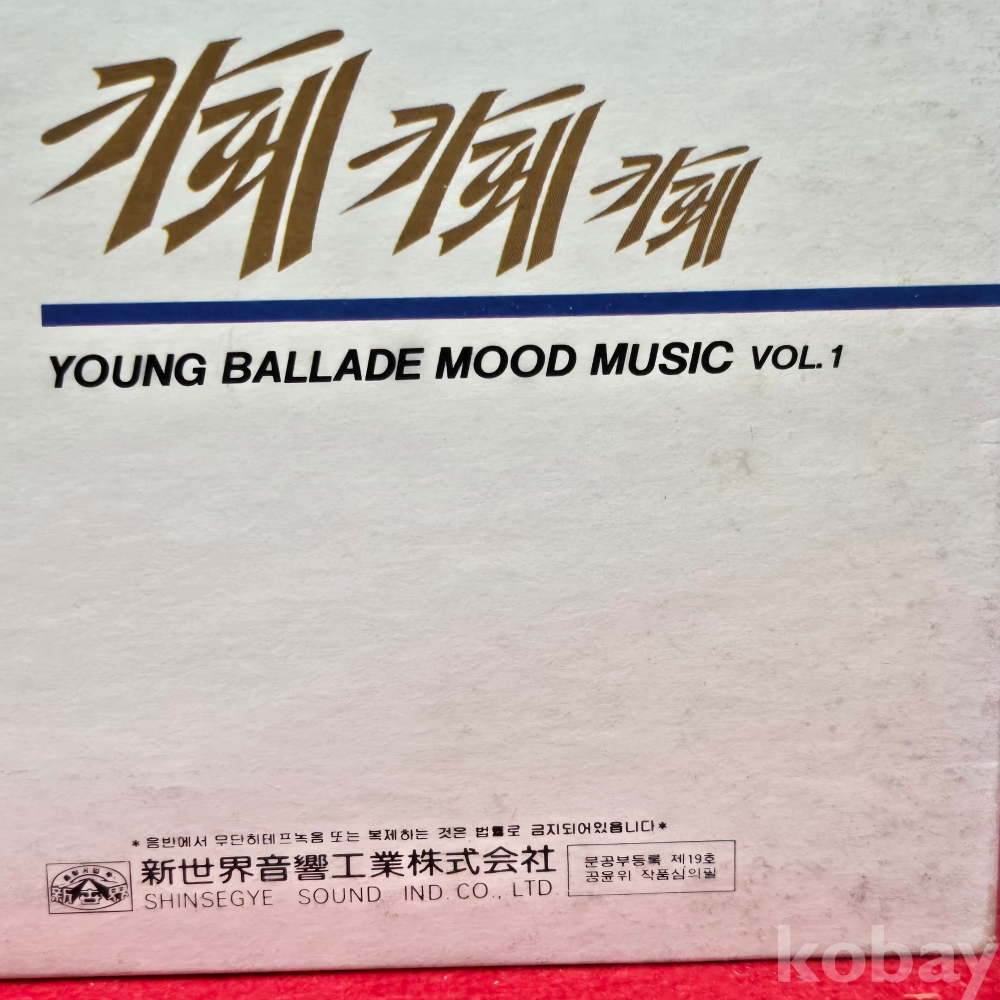 카페 카페 카페
YOUNG BALLADE MOOD MUSIC VOL.1
*음반에서 무단히테프녹음 또는 복제하는 것은 법률로 금지되어있읍니다*
新世界音響工業株式会社
SHINSEGYE SOUND IND. CO., LTD.
문공부등록 제19호
공윤위 작품심의필
kobay